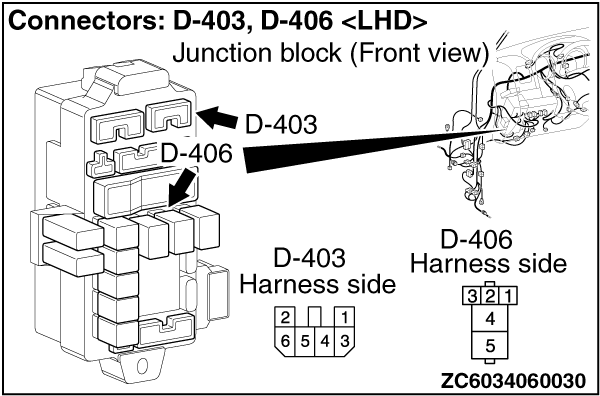 Connectors: D-403, D-406 <LHD>
Junction block (Front view)
D-403
D-406
D-403
Harness side
2 1
6 5 4 3
D-406
Harness side
3 2 1
4
5
ZC6034060030